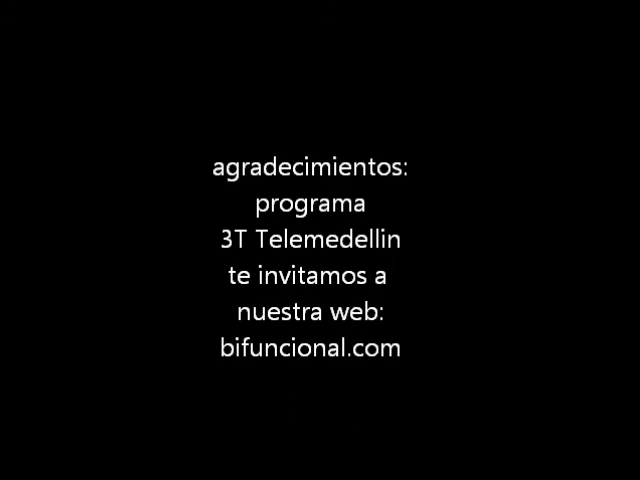 agradecimientos:
programa
3T Telemedellin
te invitamos a
nuestra web:
bifuncional.com